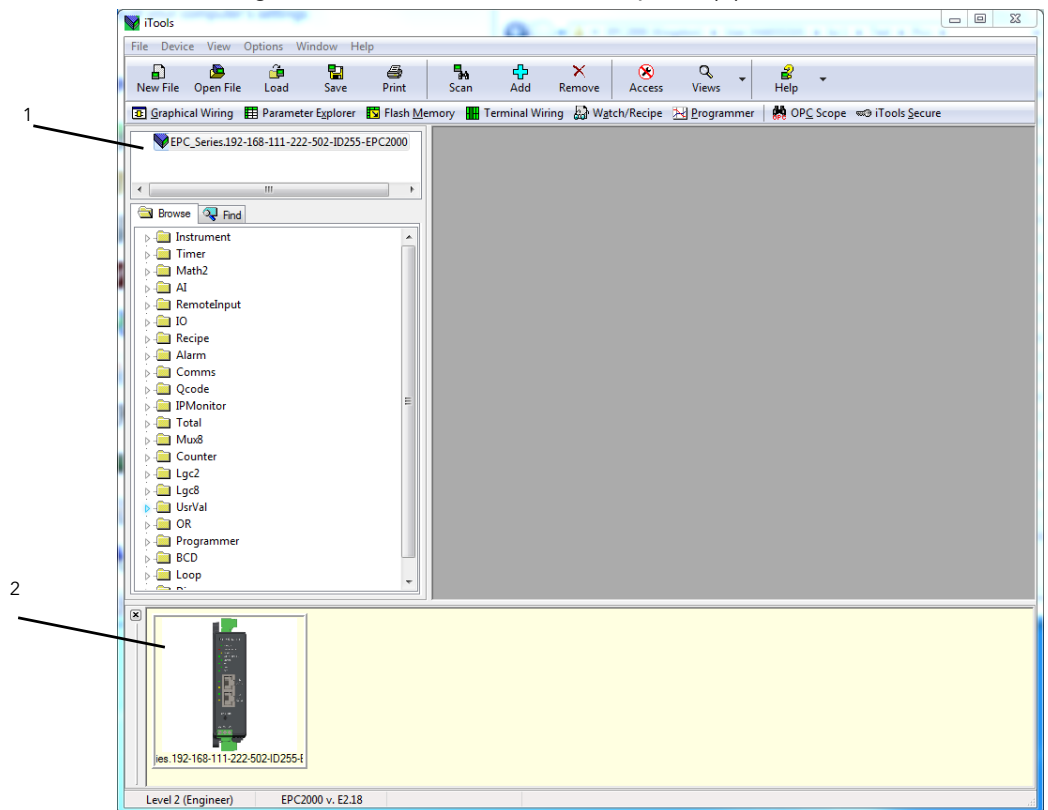 iTools
File Device View Options Window Help
New File Open File Load Save Print Scan Add Remove Access Views Help
Graphical Wiring Parameter Explorer Flash Memory Terminal Wiring Watch/Recipe Programmer OPC Scope iTools Secure
1
EPC_Series.192-168-111-222-502-ID255-EPC2000
Browse Find
Instrument
Timer
Math2
AI
RemoteInput
IO
Recipe
Alarm
Comms
Qcode
IPMonitor
Total
Mux8
Counter
Lgc2
Lgc8
UsrVal
OR
Programmer
BCD
Loop
2
ies.192-168-111-222-502-ID255-E
Level 2 (Engineer) EPC2000 v. E2.18